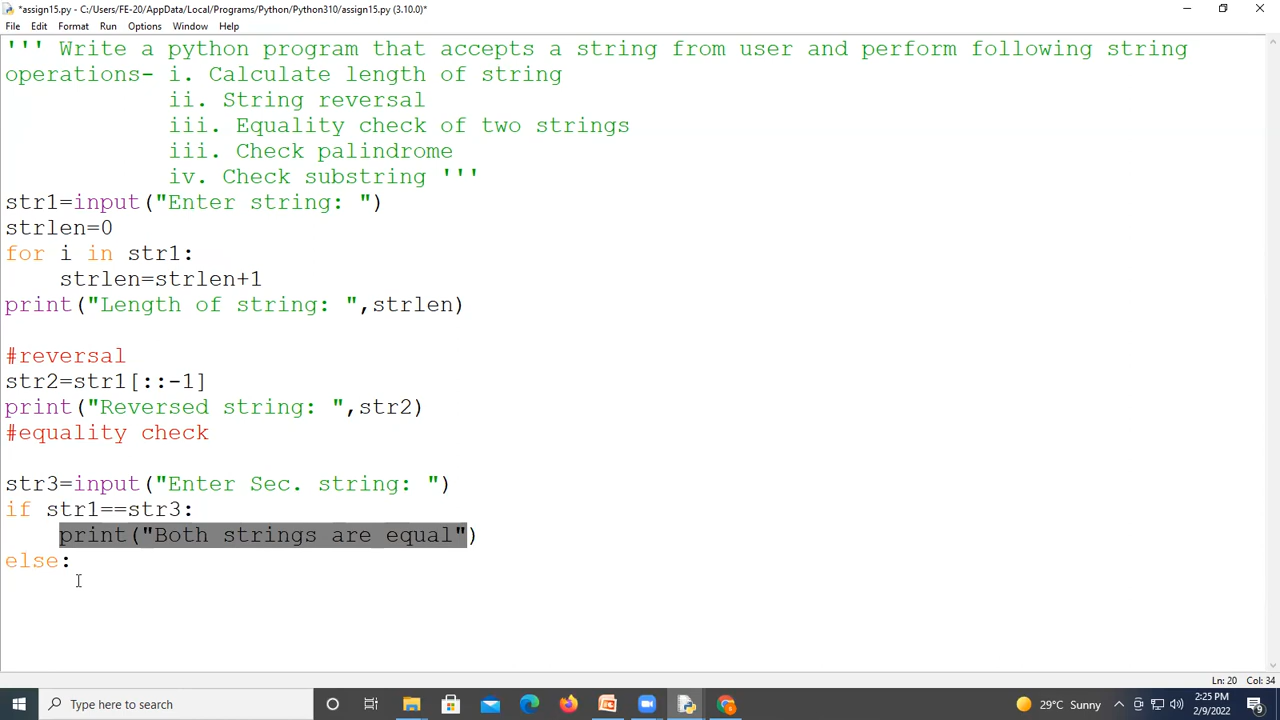 *assign15.py - C:/Users/FE-20/AppData/Local/Programs/Python/Python310/assign15.py (3.10.0)*
File Edit Format Run Options Window Help
''' Write a python program that accepts a string from user and perform following string
operations- i. Calculate length of string
ii. String reversal
iii. Equality check of two strings
iii. Check palindrome
iv. Check substring '''
str1=input("Enter string: ")
strlen=0
for i in str1:
    strlen=strlen+1
print("Length of string: ",strlen)
#reversal
str2=str1[::-1]
print("Reversed string: ",str2)
#equality check
str3=input("Enter Sec. string: ")
if str1==str3:
    print("Both strings are equal")
else:
Ln: 20 Col: 34
Type here to search
29°C Sunny
2:25 PM
2/9/2022
9